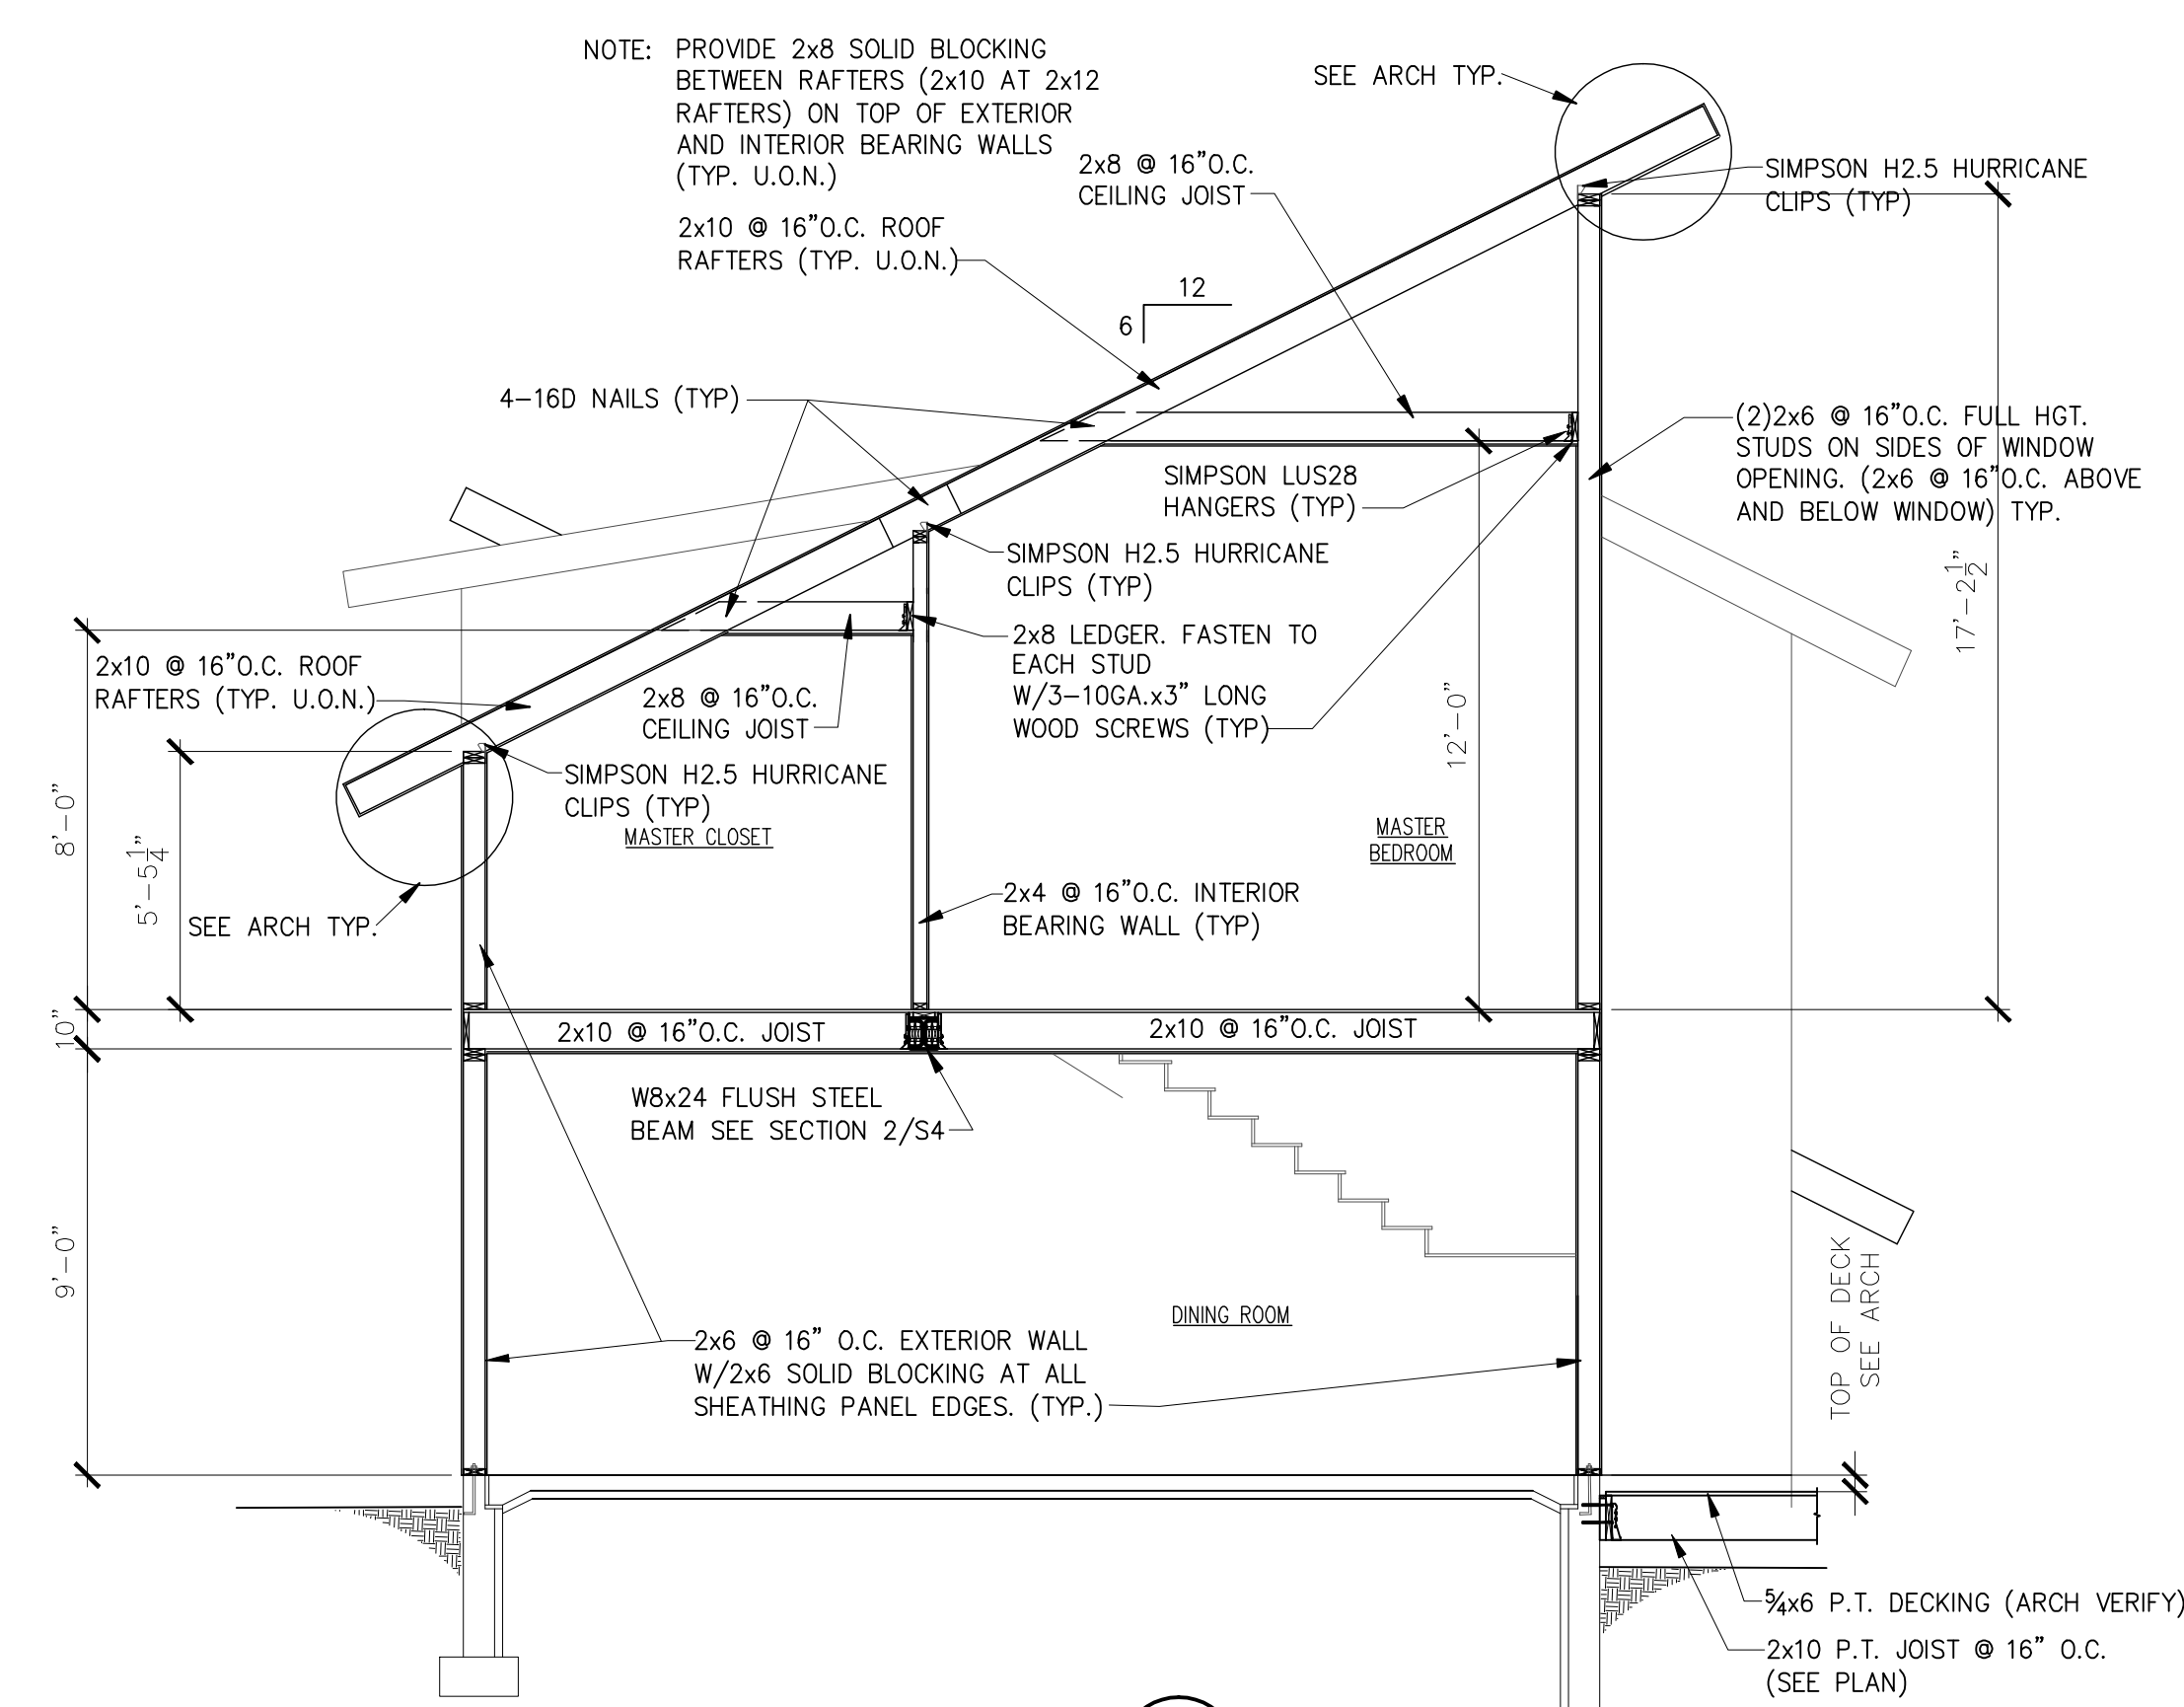 NOTE: PROVIDE 2x8 SOLID BLOCKING
BETWEEN RAFTERS (2x10 AT 2x12
RAFTERS) ON TOP OF EXTERIOR
AND INTERIOR BEARING WALLS
(TYP. U.O.N.)
SEE ARCH TYP.
2x8 @ 16"O.C.
CEILING JOIST
SIMPSON H2.5 HURRICANE
CLIPS (TYP)
2x10 @ 16"O.C. ROOF
RAFTERS (TYP. U.O.N.)
12
6
4-16D NAILS (TYP)
(2)2x6 @ 16"O.C. FULL HGT.
STUDS ON SIDES OF WINDOW
OPENING. (2x6 @ 16"O.C. ABOVE
AND BELOW WINDOW) TYP.
SIMPSON LUS28
HANGERS (TYP)
SIMPSON H2.5 HURRICANE
CLIPS (TYP)
17'-2 1/2"
2x8 LEDGER. FASTEN TO
EACH STUD
W/3-10GA.x3" LONG
WOOD SCREWS (TYP)
2x10 @ 16"O.C. ROOF
RAFTERS (TYP. U.O.N.)
2x8 @ 16"O.C.
CEILING JOIST
12'-0"
SIMPSON H2.5 HURRICANE
CLIPS (TYP)
MASTER CLOSET
MASTER
BEDROOM
8'-0"
5'-5 1/4"
SEE ARCH TYP.
2x4 @ 16"O.C. INTERIOR
BEARING WALL (TYP)
10"
2x10 @ 16"O.C. JOIST
2x10 @ 16"O.C. JOIST
W8x24 FLUSH STEEL
BEAM SEE SECTION 2/S4
9'-0"
DINING ROOM
TOP OF DECK
SEE ARCH
2x6 @ 16" O.C. EXTERIOR WALL
W/2x6 SOLID BLOCKING AT ALL
SHEATHING PANEL EDGES. (TYP.)
5/4x6 P.T. DECKING (ARCH VERIFY)
2x10 P.T. JOIST @ 16" O.C.
(SEE PLAN)